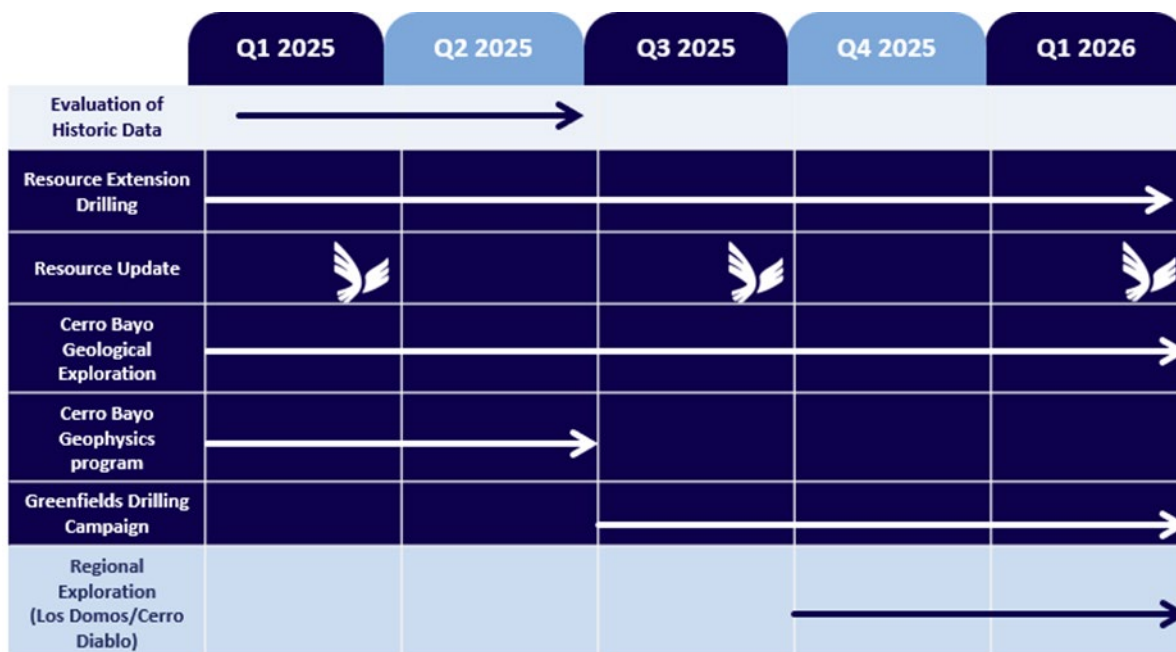 Q1 2025 Q2 2025 Q3 2025 Q4 2025 Q1 2026
Evaluation of
Historic Data
Resource Extension
Drilling
Resource Update
Cerro Bayo
Geological
Exploration
Cerro Bayo
Geophysics
program
Greenfields Drilling
Campaign
Regional
Exploration
(Los Domos/Cerro
Diablo)